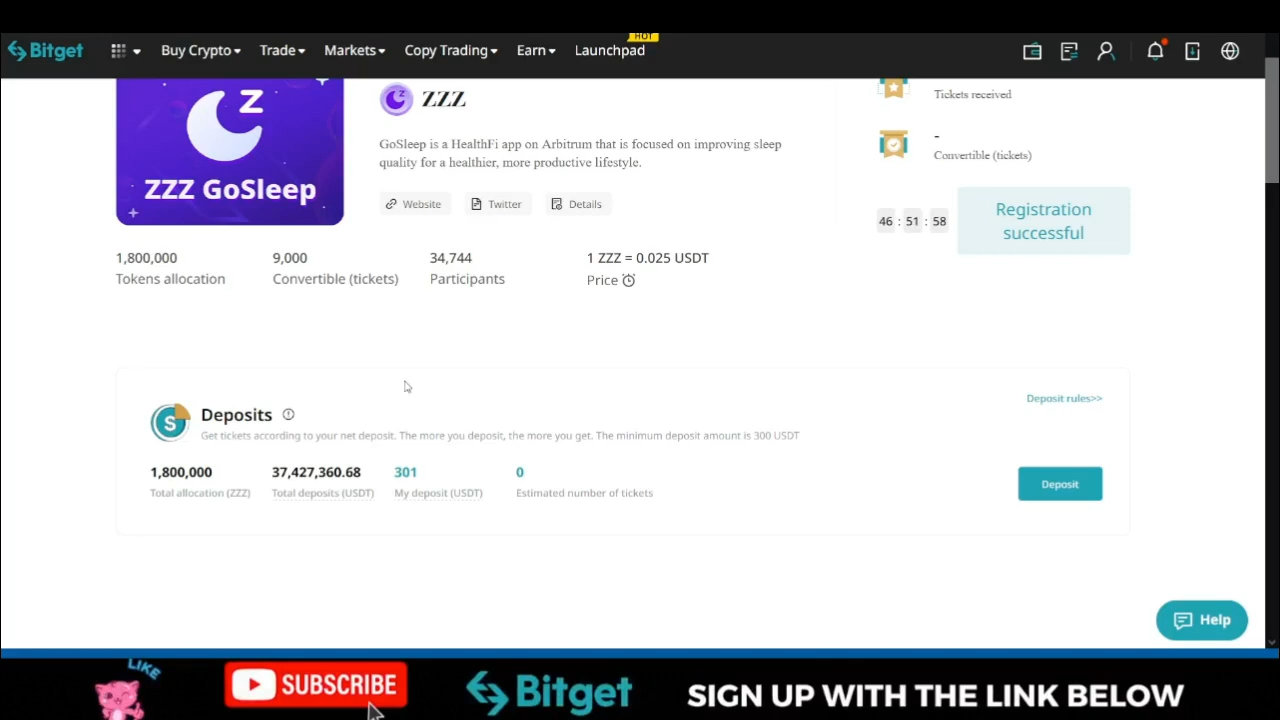 Bitget
Buy Crypto
Trade
Markets
Copy Trading
Earn
Launchpad
HOT
z
ZZZ GoSleep
ZZZ
GoSleep is a HealthFi app on Arbitrum that is focused on improving sleep
quality for a healthier, more productive lifestyle.
Website
Twitter
Details
Tickets received
-
Convertible (tickets)
46 : 51 : 58
Registration
successful
1,800,000
Tokens allocation
9,000
Convertible (tickets)
34,744
Participants
1 ZZZ = 0.025 USDT
Price
Deposits
Get tickets according to your net deposit. The more you deposit, the more you get. The minimum deposit amount is 300 USDT
Deposit rules>>
1,800,000
Total allocation (ZZZ)
37,427,360.68
Total deposits (USDT)
301
My deposit (USDT)
0
Estimated number of tickets
Deposit
Help
LIKE
SUBSCRIBE
Bitget
SIGN UP WITH THE LINK BELOW